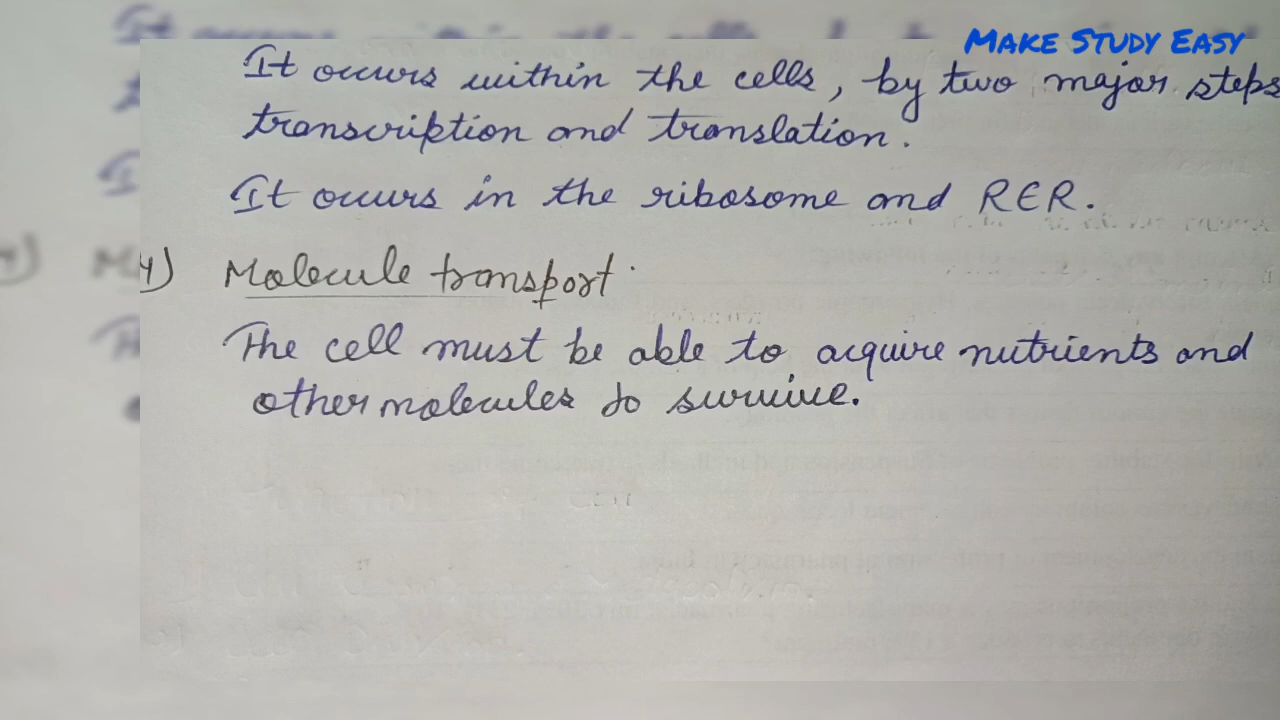 MAKE STUDY EASY
It occurs within the cells, by two major steps
transcription and translation.
It occurs in the ribosome and RER.
4) Molecule transport.
The cell must be able to acquire nutrients and
other molecules to survive.